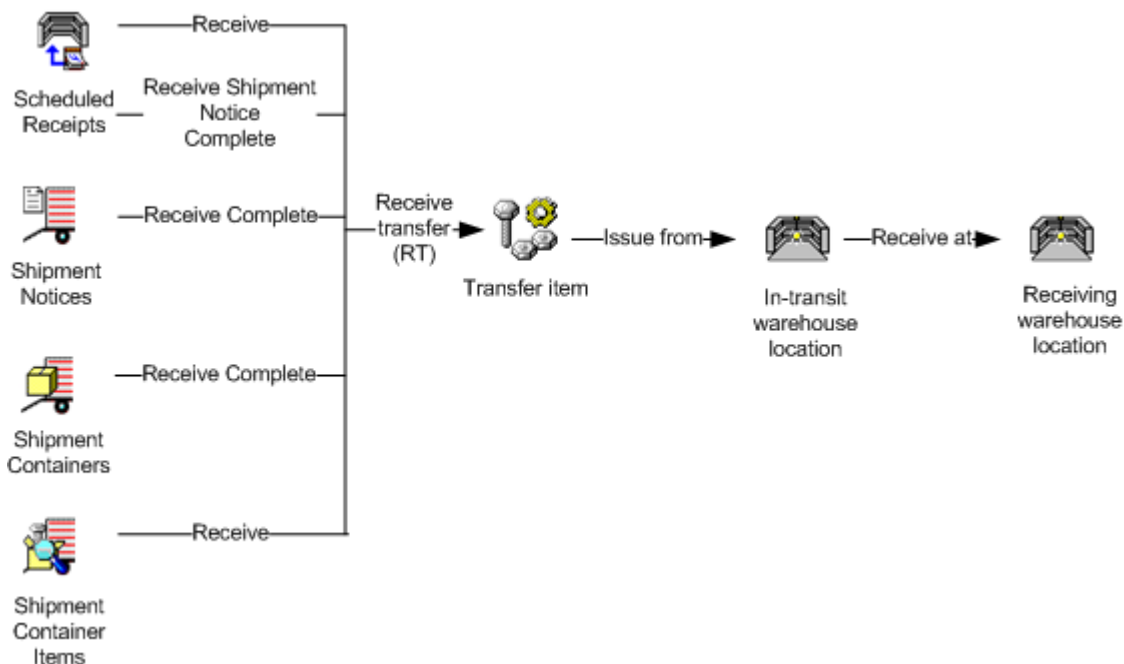 Receive
Scheduled
Receipts
Receive Shipment
Notice
Complete
Receive Complete
Shipment
Notices
Receive
transfer
(RT)
Transfer item
Issue from
In-transit
warehouse
location
Receive at
Receiving
warehouse
location
Receive Complete
Shipment
Containers
Receive
Shipment
Container
Items